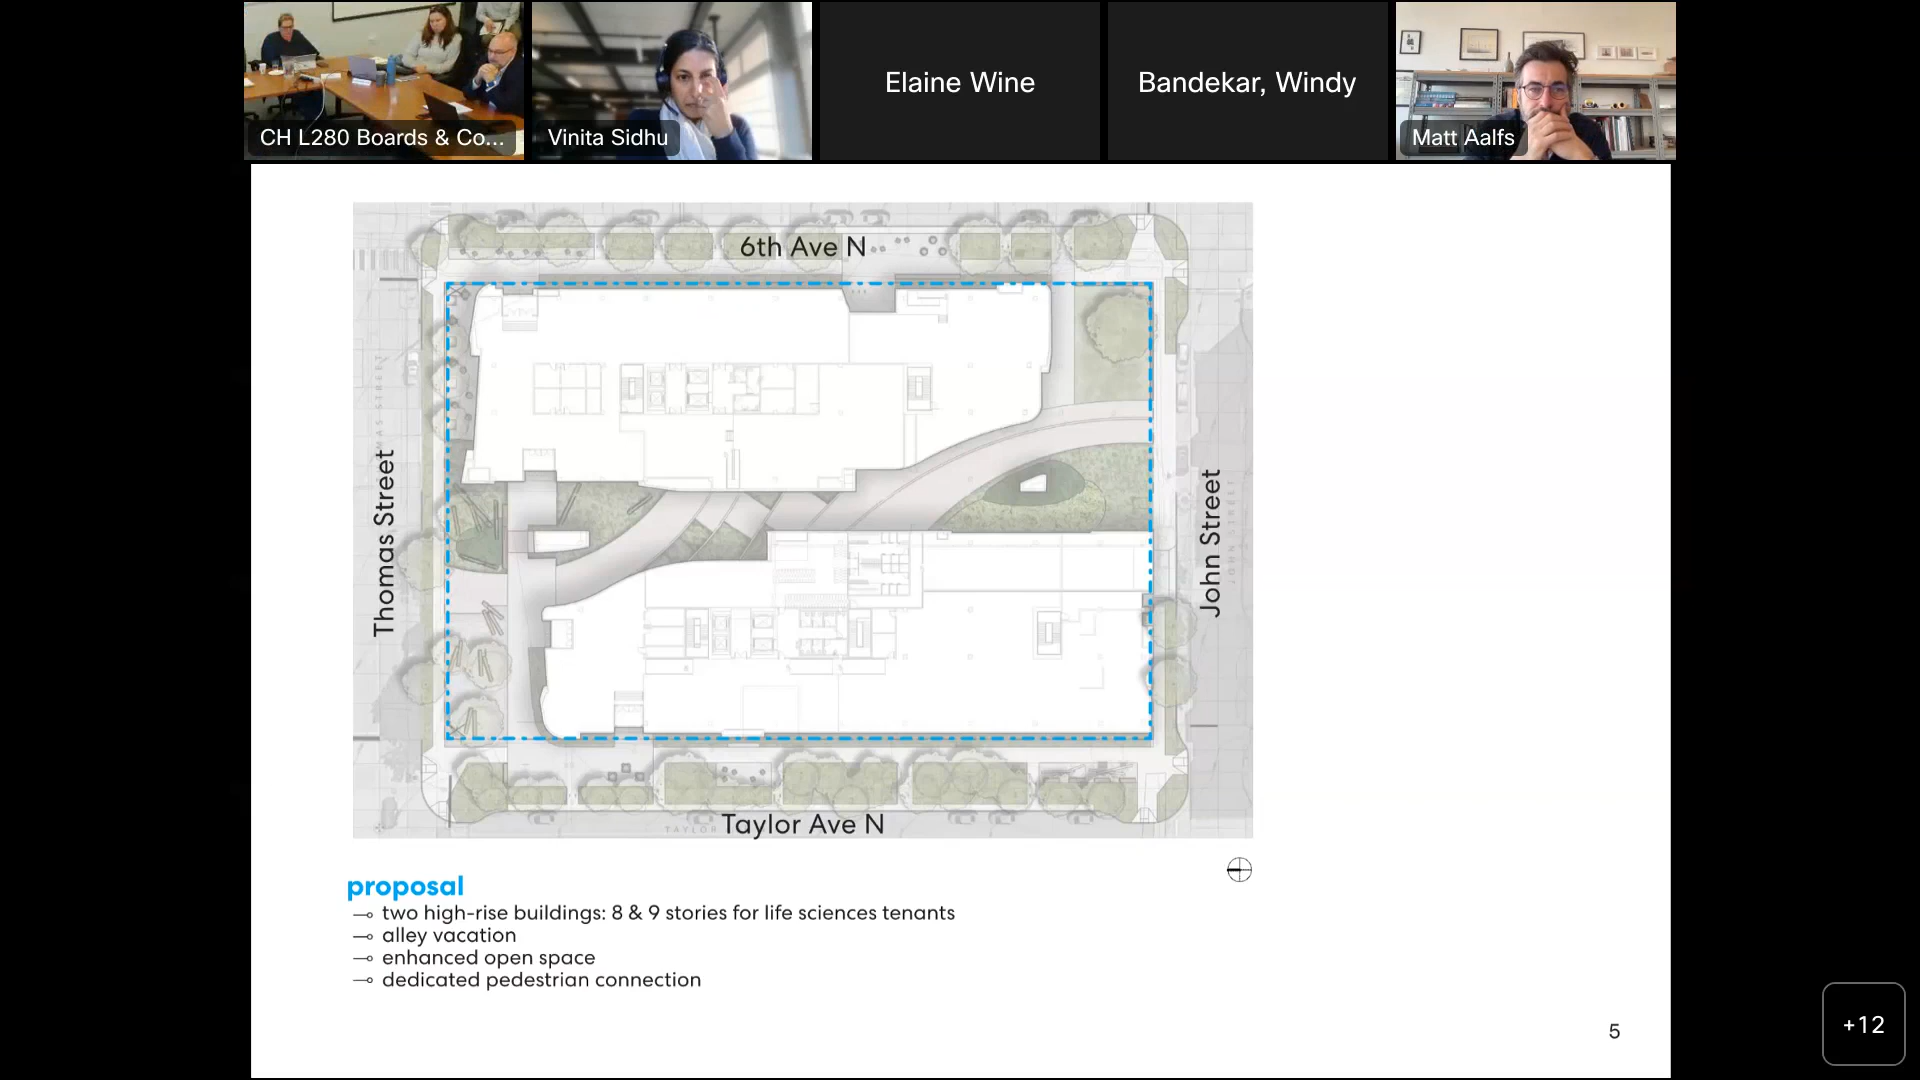 CH L280 Boards & Co...
Vinita Sidhu
Elaine Wine
Bandekar, Windy
Matt Aalfs
6th Ave N
Thomas Street
John Street
TAYLOR
Taylor Ave N
proposal
two high-rise buildings: 8 & 9 stories for life sciences tenants
alley vacation
enhanced open space
dedicated pedestrian connection
5
+12